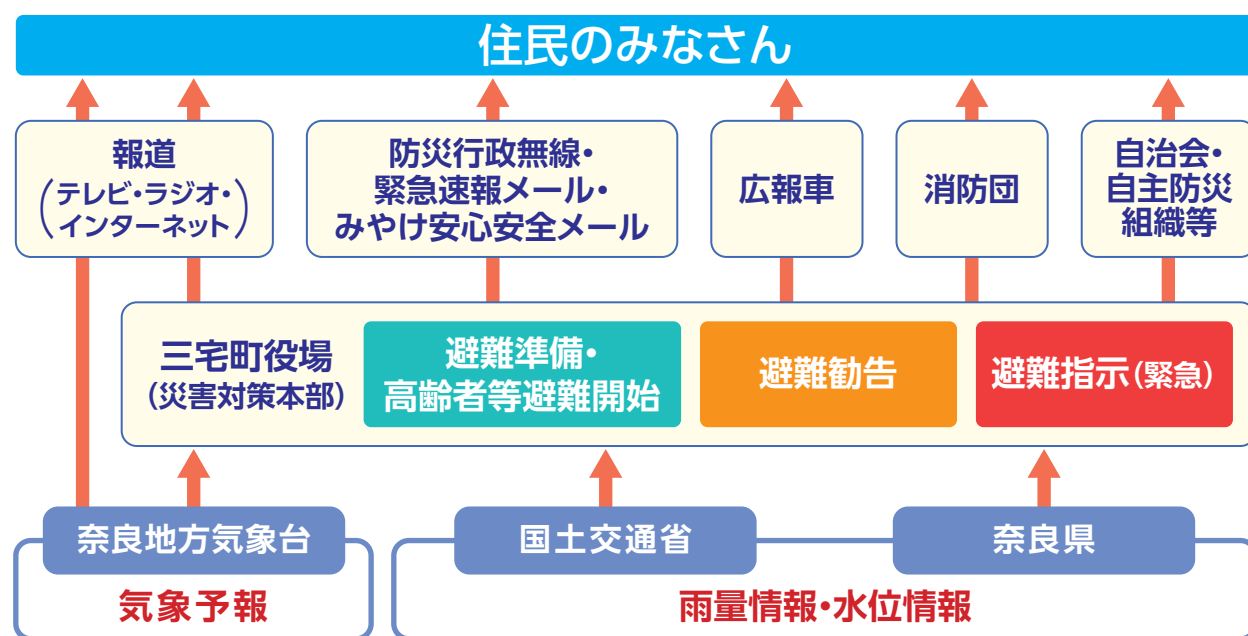 住民のみなさん
報道
(テレビ・ラジオ・
インターネット)
防災行政無線・
緊急速報メール・
みやけ安心安全メール
広報車
消防団
自治会・
自主防災
組織等
三宅町役場
(災害対策本部)
避難準備・
高齢者等避難開始
避難勧告
避難指示(緊急)
奈良地方気象台
気象予報
国土交通省
奈良県
雨量情報・水位情報